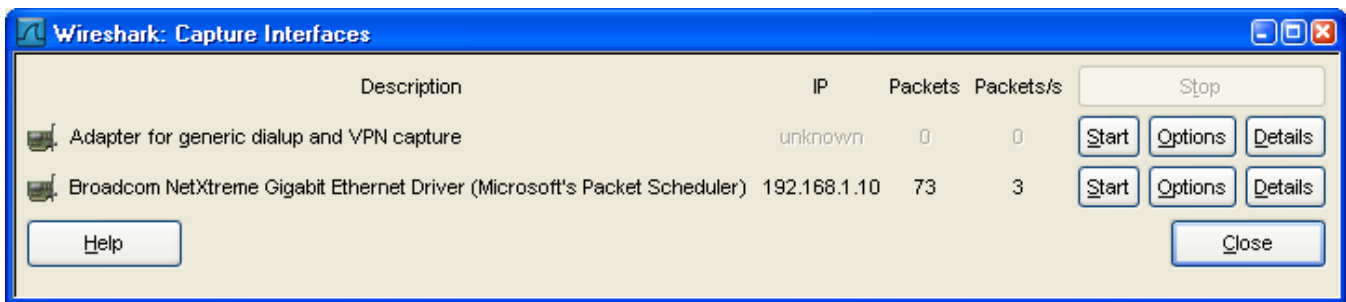 Wireshark: Capture Interfaces
Description IP Packets Packets/s Stop
Adapter for generic dialup and VPN capture unknown 0 0 Start Options Details
Broadcom NetXtreme Gigabit Ethernet Driver (Microsoft's Packet Scheduler) 192.168.1.10 73 3 Start Options Details
Help Close